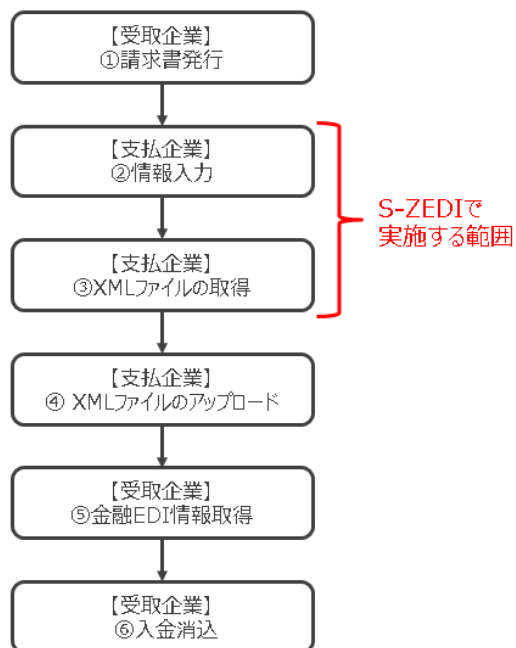 【受取企業】
①請求書発行
【支払企業】
②情報入力
S-ZEDIで
実施する範囲
【支払企業】
③XMLファイルの取得
【支払企業】
④ XMLファイルのアップロード
【受取企業】
⑤金融EDI情報取得
【受取企業】
⑥入金消込